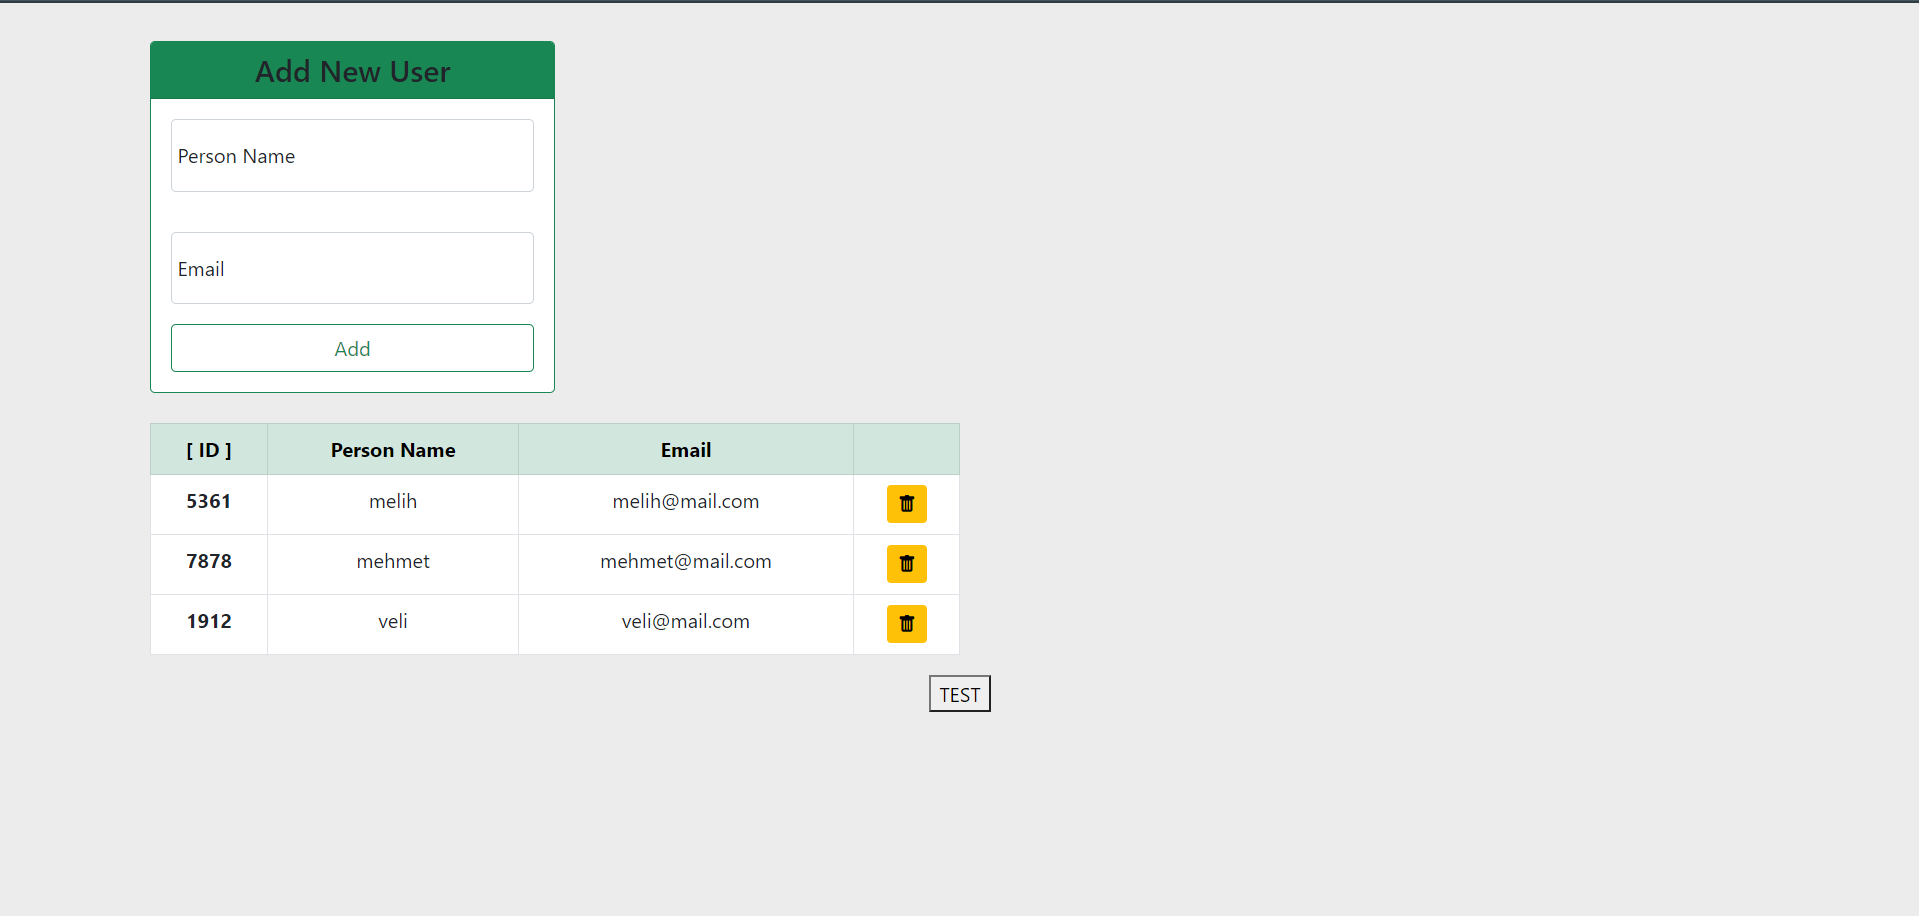 Add New User
Person Name
Email
Add
[ ID ] Person Name Email
5361 melih melih@mail.com
7878 mehmet mehmet@mail.com
1912 veli veli@mail.com
TEST